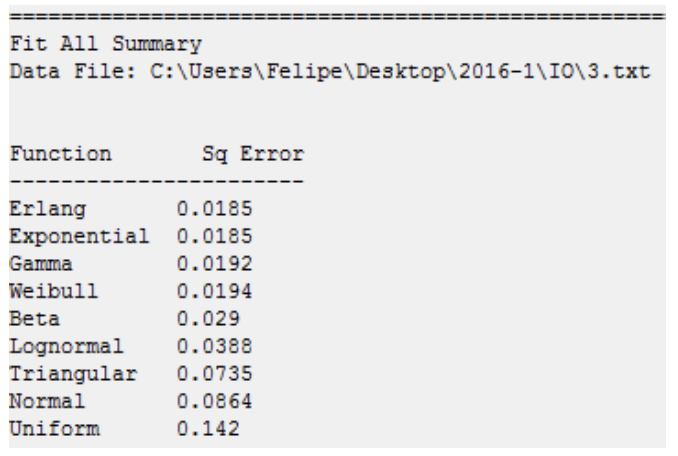 ====================================================
Fit All Summary
Data File: C:\Users\Felipe\Desktop\2016-1\IO\3.txt
Function Sq Error
-----------------------
Erlang 0.0185
Exponential 0.0185
Gamma 0.0192
Weibull 0.0194
Beta 0.029
Lognormal 0.0388
Triangular 0.0735
Normal 0.0864
Uniform 0.142